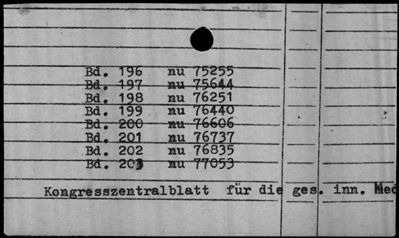 Bd. 196 nu 75255
Bd. 197 nu 75644
Bd. 198 nu 76251
Bd. 199 nu 76440
Bd. 200 nu 76606
Bd. 201 nu 76737
Bd. 202 nu 76835
Bd. 203 nu 77053
Kongresszentralblatt für die ges. inn. Med